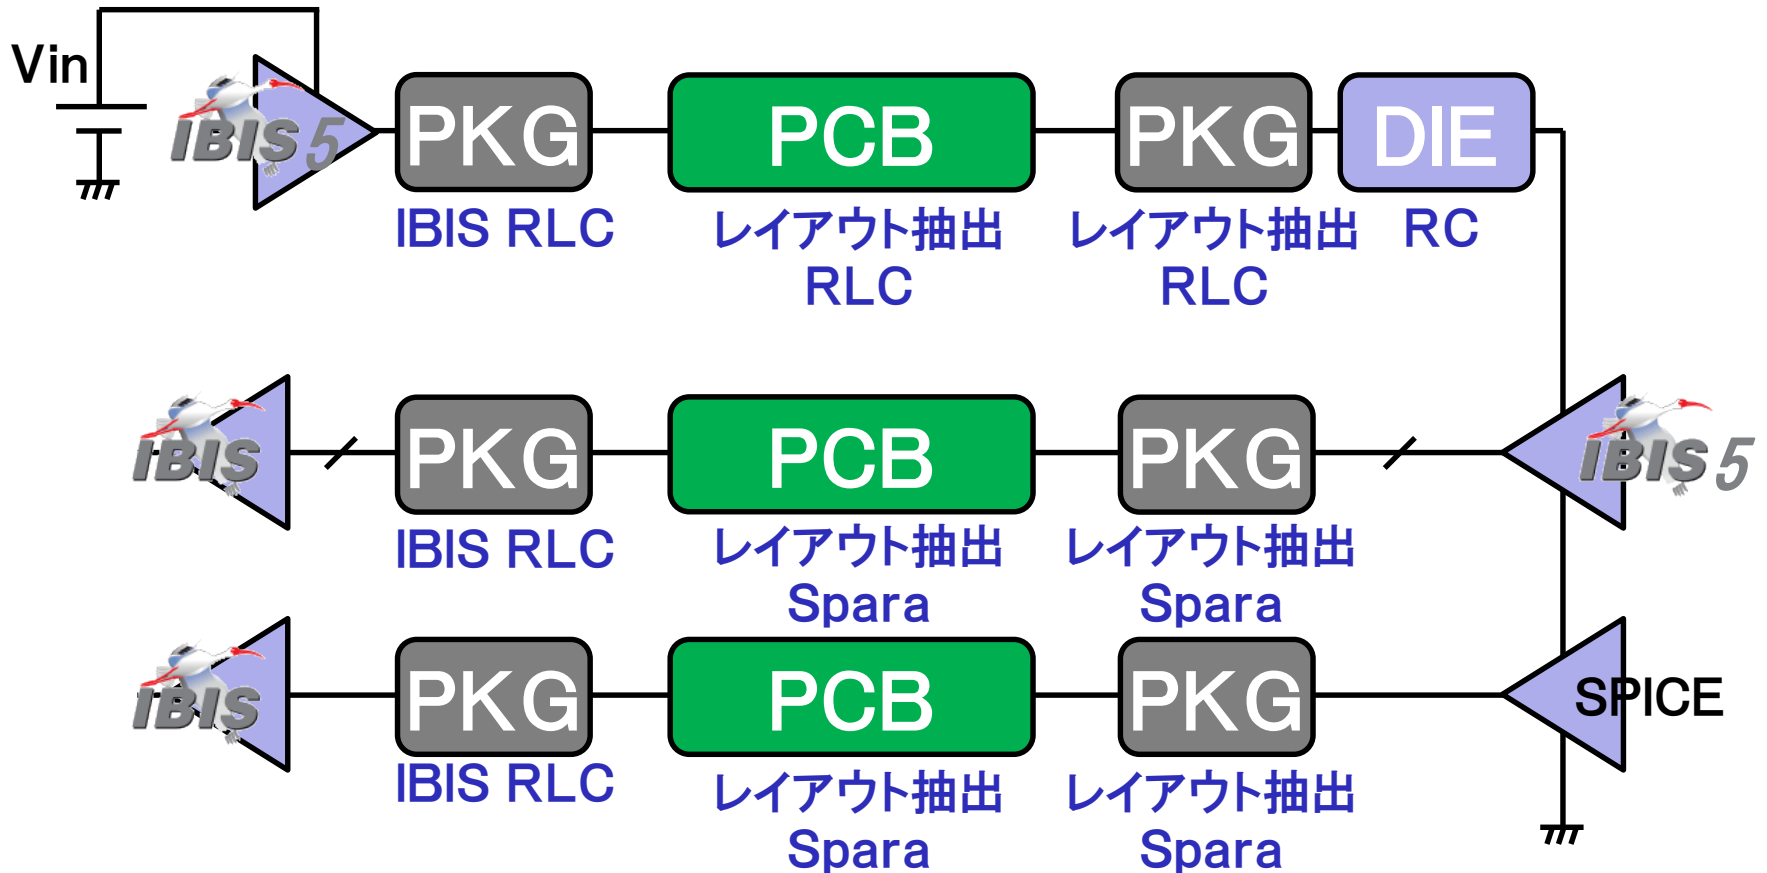 Vin
IBIS 5
PKG
PCB
PKG
DIE
IBIS RLC
レイアウト抽出
RLC
レイアウト抽出
RLC
RC
IBIS
PKG
PCB
PKG
IBIS 5
IBIS RLC
レイアウト抽出
Spara
レイアウト抽出
Spara
IBIS
PKG
PCB
PKG
SPICE
IBIS RLC
レイアウト抽出
Spara
レイアウト抽出
Spara